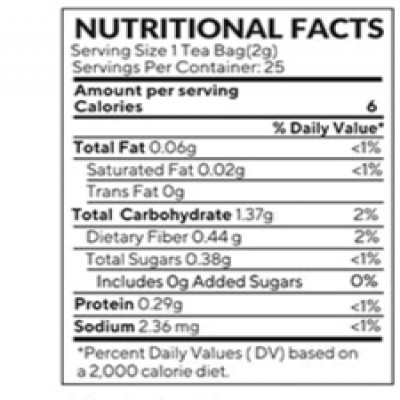 NUTRITIONAL FACTS
Serving Size 1 Tea Bag(2g)
Servings Per Container: 25
Amount per serving
Calories 6
% Daily Value*
Total Fat 0.06g <1%
Saturated Fat 0.02g <1%
Trans Fat 0g
Total Carbohydrate 1.37g 2%
Dietary Fiber 0.44 g 2%
Total Sugars 0.38g <1%
Includes 0g Added Sugars 0%
Protein 0.29g <1%
Sodium 2.36 mg <1%
*Percent Daily Values ( DV) based on
a 2,000 calorie diet.